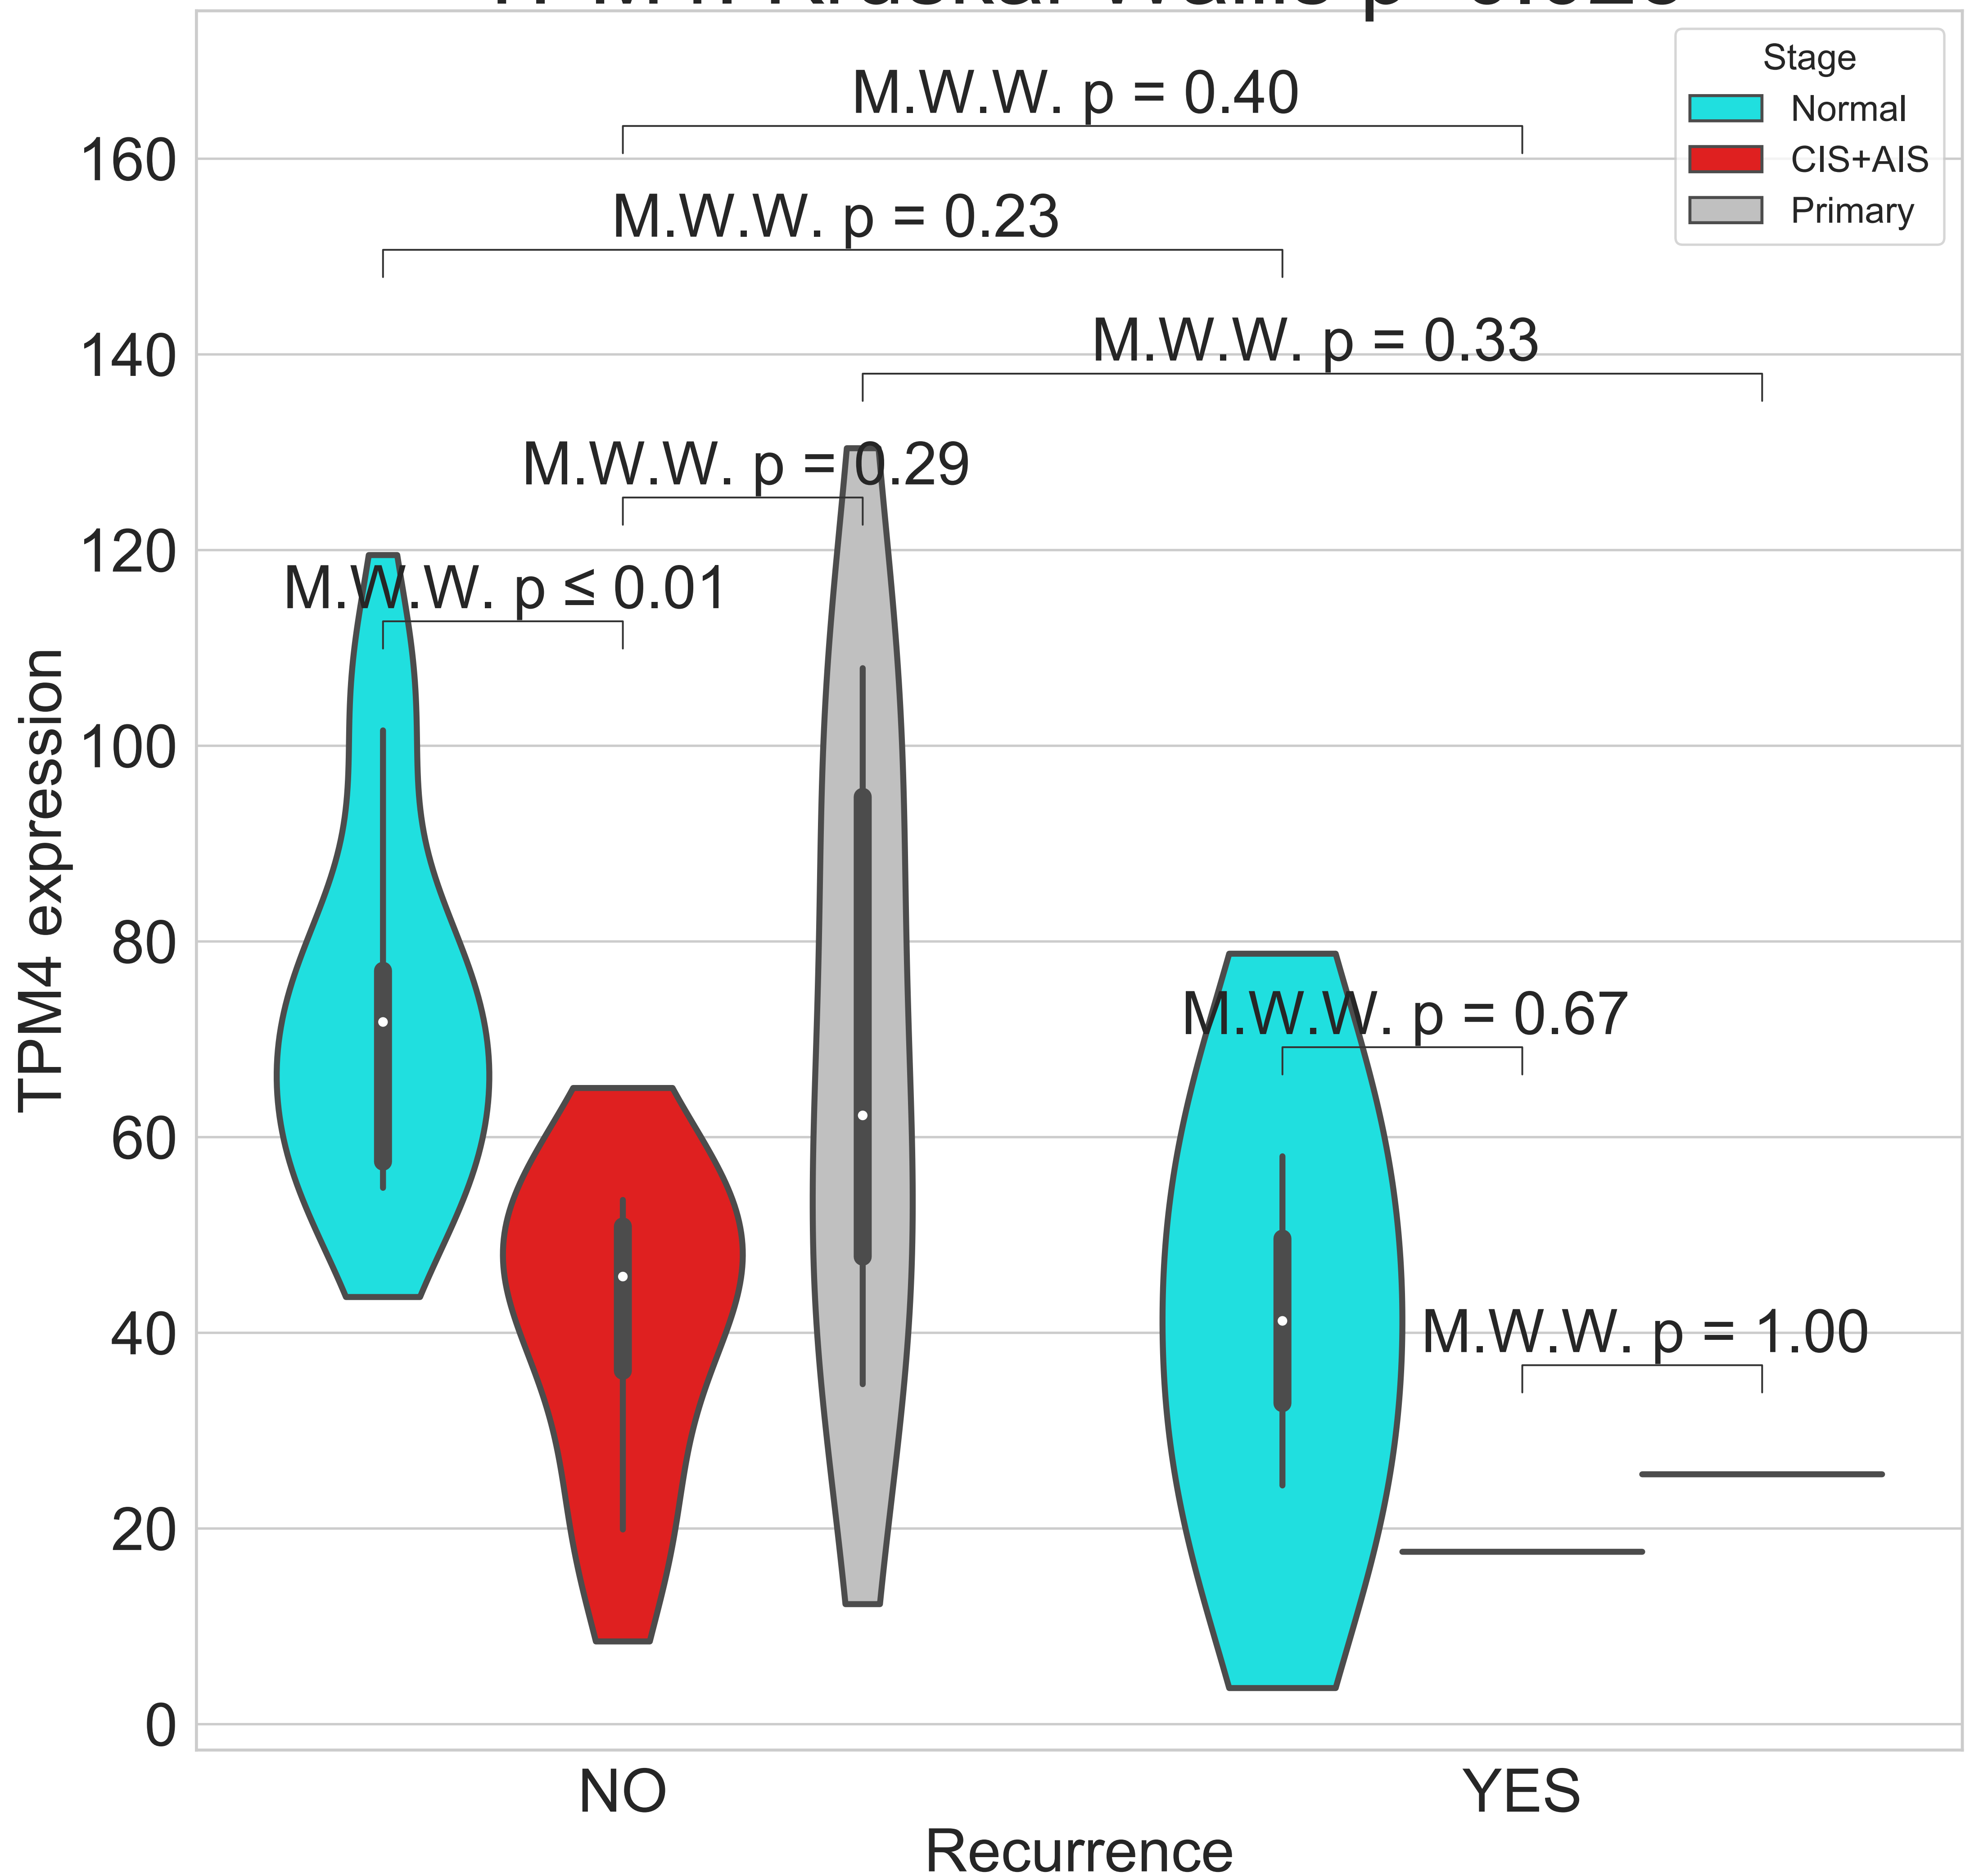 Stage
Normal
CIS+AIS
Primary
M.W.W. p = 0.40
M.W.W. p = 0.23
M.W.W. p = 0.33
M.W.W. p = 0.29
M.W.W. p ≤ 0.01
M.W.W. p = 0.67
M.W.W. p = 1.00
160
140
120
100
80
60
40
20
0
TPM4 expression
NO
YES
Recurrence